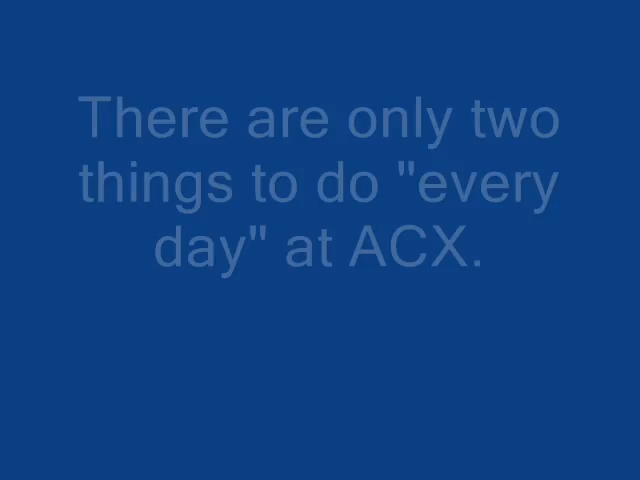 There are only two
things to do "every
day" at ACX.